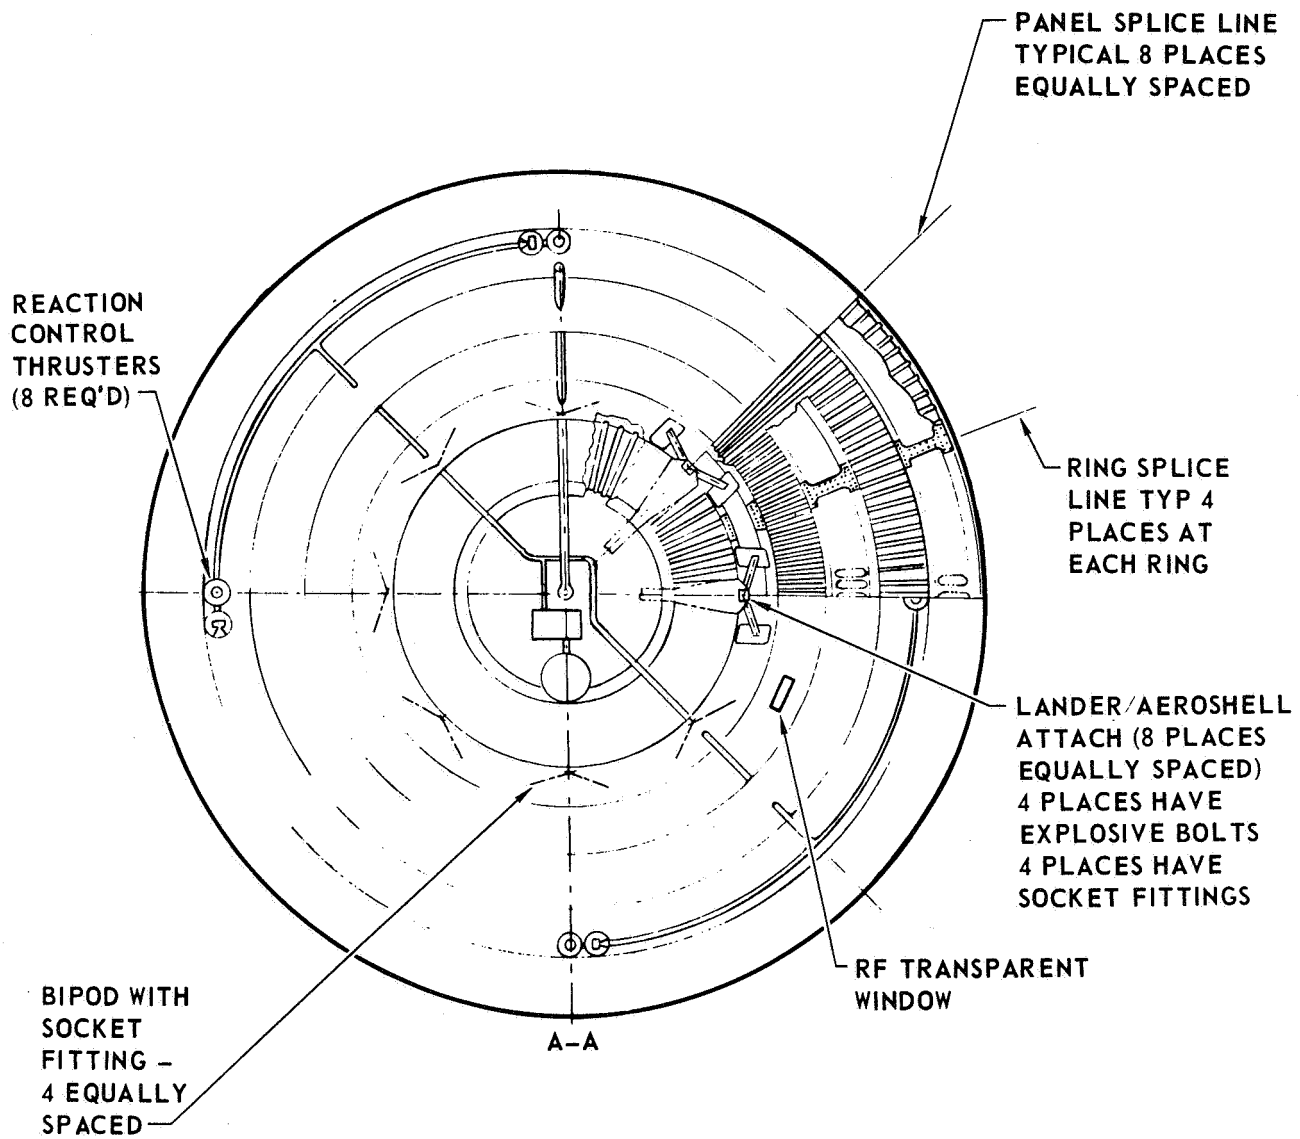 PANEL SPLICE LINE
TYPICAL 8 PLACES
EQUALLY SPACED
REACTION
CONTROL
THRUSTERS
(8 REQ'D)
RING SPLICE
LINE TYP 4
PLACES AT
EACH RING
LANDER/AEROSHELL
ATTACH (8 PLACES
EQUALLY SPACED)
4 PLACES HAVE
EXPLOSIVE BOLTS
4 PLACES HAVE
SOCKET FITTINGS
RF TRANSPARENT
WINDOW
BIPOD WITH
SOCKET
FITTING –
4 EQUALLY
SPACED
A–A